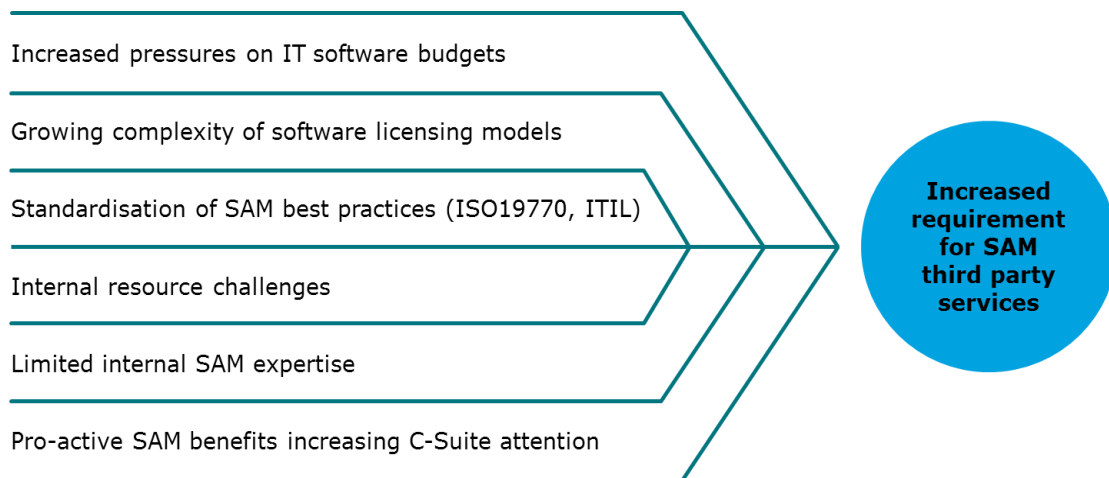 Increased pressures on IT software budgets
Growing complexity of software licensing models
Standardisation of SAM best practices (ISO19770, ITIL)
Internal resource challenges
Limited internal SAM expertise
Pro-active SAM benefits increasing C-Suite attention
Increased
requirement
for SAM
third party
services